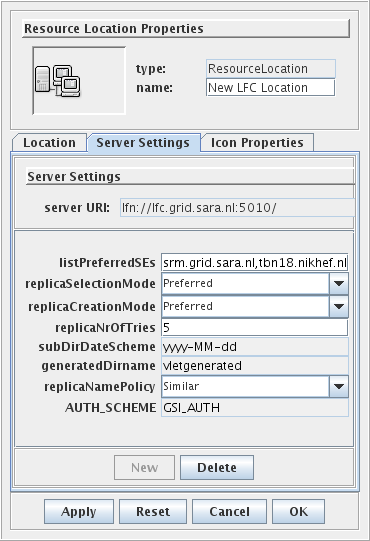 Resource Location Properties
type: ResourceLocation
name: New LFC Location
Location Server Settings Icon Properties
Server Settings
server URI: lfn://lfc.grid.sara.nl:5010/
listPreferredSEs srm.grid.sara.nl,tbn18.nikhef.nl
replicaSelectionMode Preferred
replicaCreationMode Preferred
replicaNrOfTries 5
subDirDateScheme yyyy-MM-dd
generatedDirname vletgenerated
replicaNamePolicy Similar
AUTH_SCHEME GSI_AUTH
New Delete
Apply Reset Cancel OK